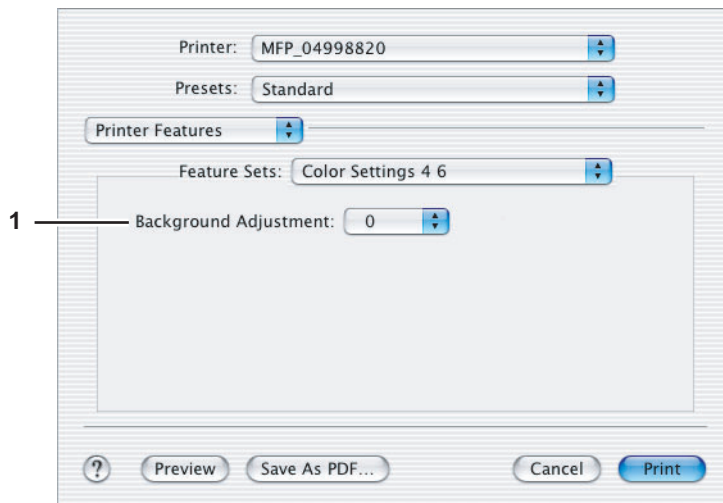 Printer: MFP_04998820
Presets: Standard
Printer Features
Feature Sets: Color Settings 4 6
1 Background Adjustment: 0
? Preview Save As PDF... Cancel Print